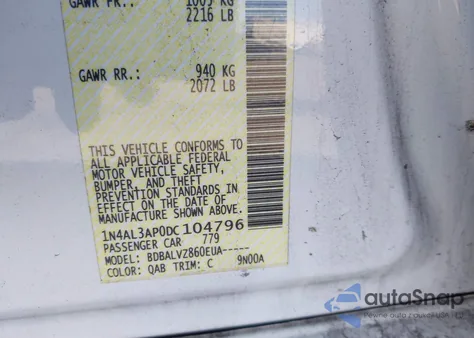 GAWR FR.: 1005 KG
2216 LB
GAWR RR.: 940 KG
2072 LB
THIS VEHICLE CONFORMS TO
ALL APPLICABLE FEDERAL
MOTOR VEHICLE SAFETY,
BUMPER, AND THEFT
PREVENTION STANDARDS IN
EFFECT ON THE DATE OF
MANUFACTURE SHOWN ABOVE.
1N4AL3AP0DC104796
PASSENGER CAR 779
MODEL: BDBALVZ860EUA-----
COLOR: QAB TRIM: C 9N00A
autoSnap